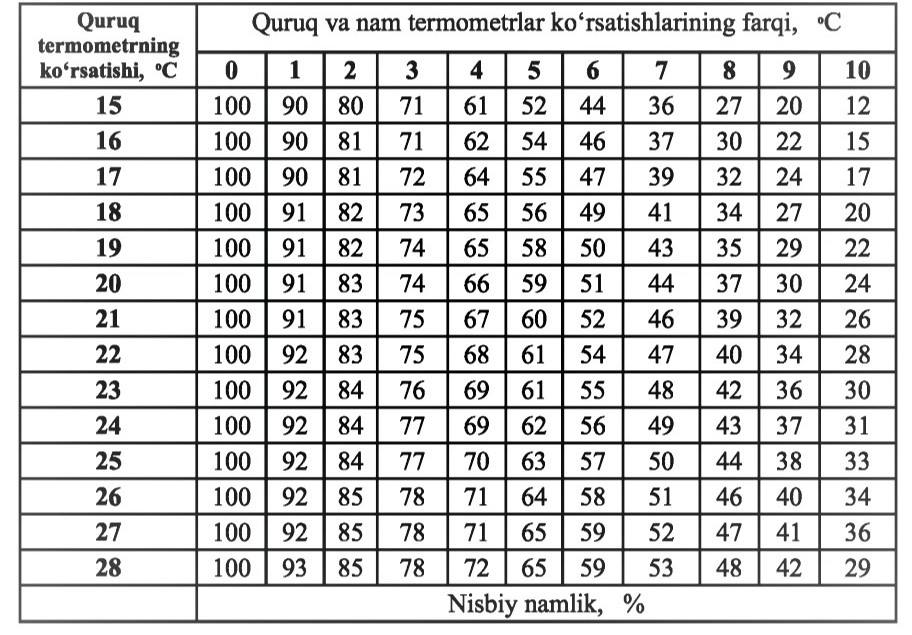 Quruq termometrning ko‘rsatishi, ºC
Quruq va nam termometrlar ko‘rsatishlarining farqi, ºC
0 1 2 3 4 5 6 7 8 9 10
15 100 90 80 71 61 52 44 36 27 20 12
16 100 90 81 71 62 54 46 37 30 22 15
17 100 90 81 72 64 55 47 39 32 24 17
18 100 91 82 73 65 56 49 41 34 27 20
19 100 91 82 74 65 58 50 43 35 29 22
20 100 91 83 74 66 59 51 44 37 30 24
21 100 91 83 75 67 60 52 46 39 32 26
22 100 92 83 75 68 61 54 47 40 34 28
23 100 92 84 76 69 61 55 48 42 36 30
24 100 92 84 77 69 62 56 49 43 37 31
25 100 92 84 77 70 63 57 50 44 38 33
26 100 92 85 78 71 64 58 51 46 40 34
27 100 92 85 78 71 65 59 52 47 41 36
28 100 93 85 78 72 65 59 53 48 42 29
Nisbiy namlik, %